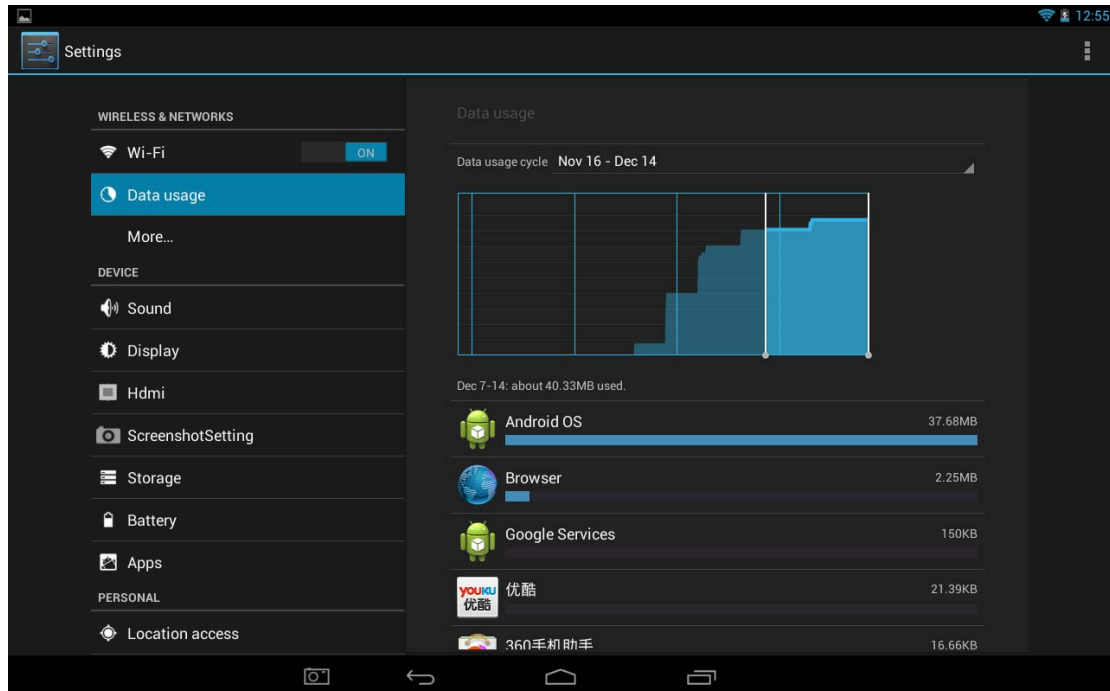 12:55
Settings
WIRELESS & NETWORKS
Wi-Fi ON
Data usage
More...
DEVICE
Sound
Display
Hdmi
ScreenshotSetting
Storage
Battery
Apps
PERSONAL
Location access
Data usage
Data usage cycle Nov 16 - Dec 14
Dec 7-14: about 40.33MB used.
Android OS 37.68MB
Browser 2.25MB
Google Services 150KB
YOUKU
优酷
优酷 21.39KB
360手机助手 16.66KB